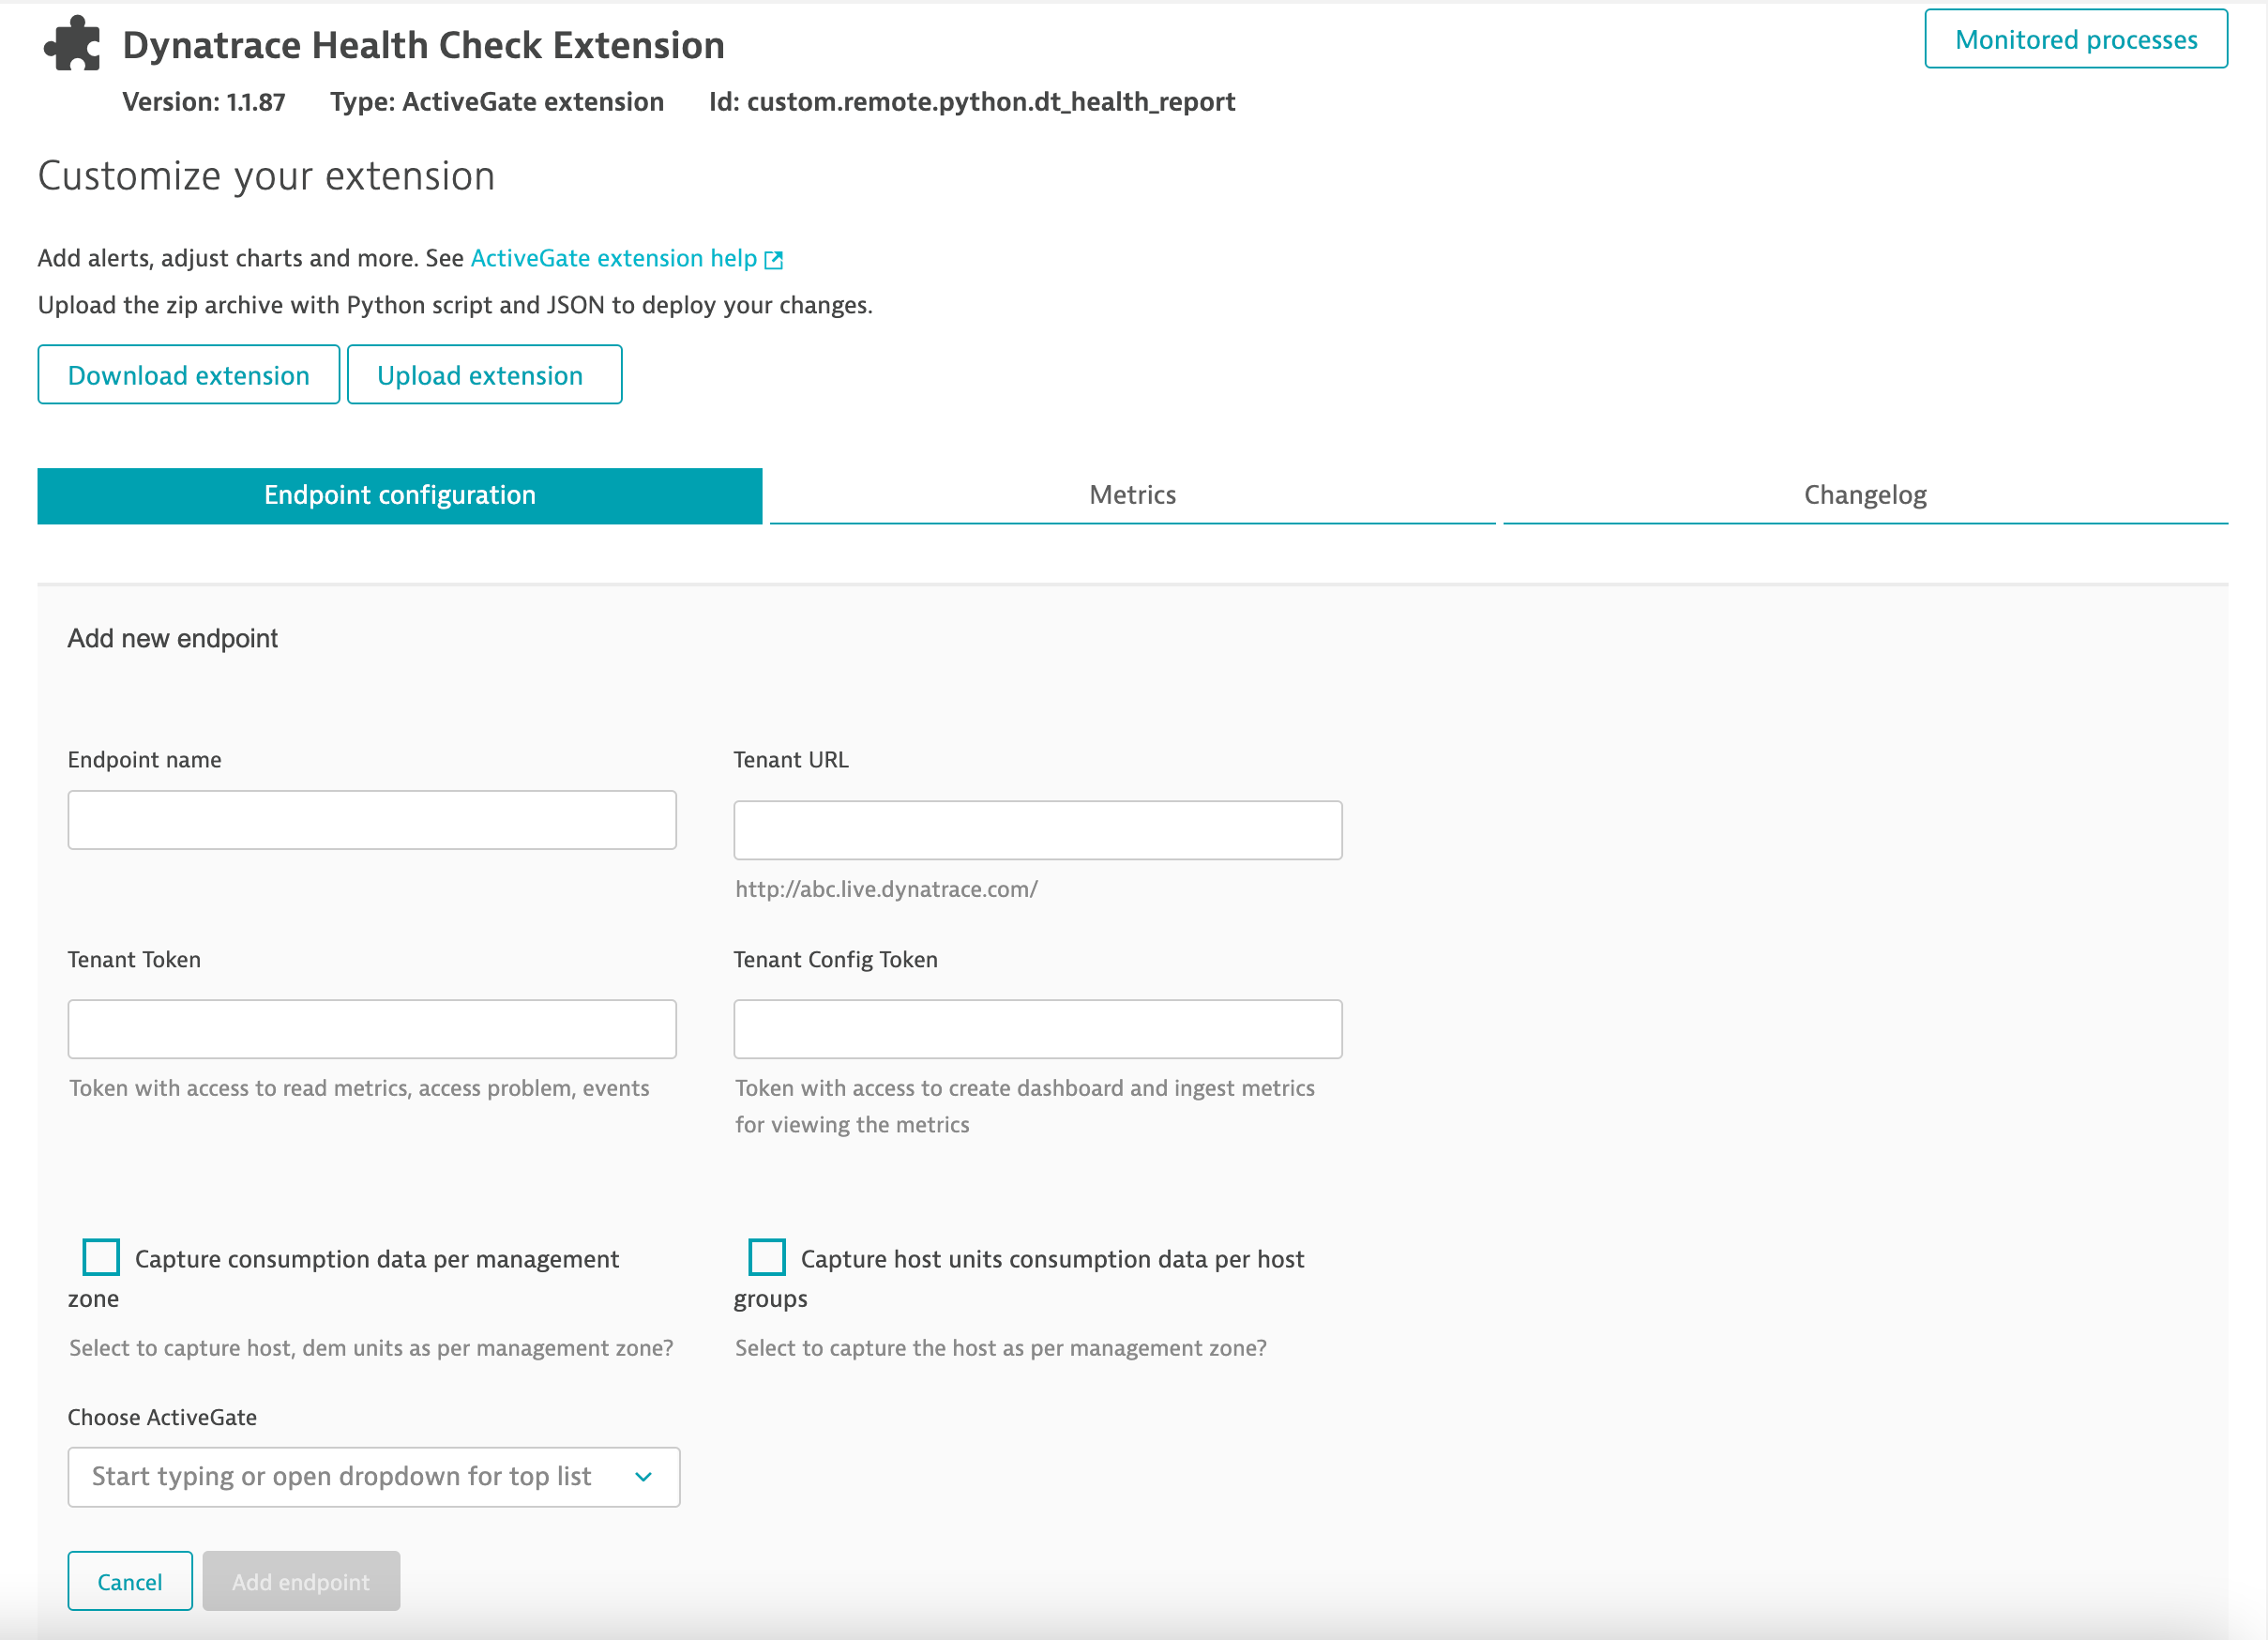 Dynatrace Health Check Extension
Monitored processes
Version: 1.1.87 Type: ActiveGate extension Id: custom.remote.python.dt_health_report
Customize your extension
Add alerts, adjust charts and more. See ActiveGate extension help
Upload the zip archive with Python script and JSON to deploy your changes.
Download extension Upload extension
Endpoint configuration Metrics Changelog
Add new endpoint
Endpoint name Tenant URL
http://abc.live.dynatrace.com/
Tenant Token Tenant Config Token
Token with access to read metrics, access problem, events
Token with access to create dashboard and ingest metrics
for viewing the metrics
Capture consumption data per management
zone
Capture host units consumption data per host
groups
Select to capture host, dem units as per management zone?
Select to capture the host as per management zone?
Choose ActiveGate
Start typing or open dropdown for top list
Cancel Add endpoint